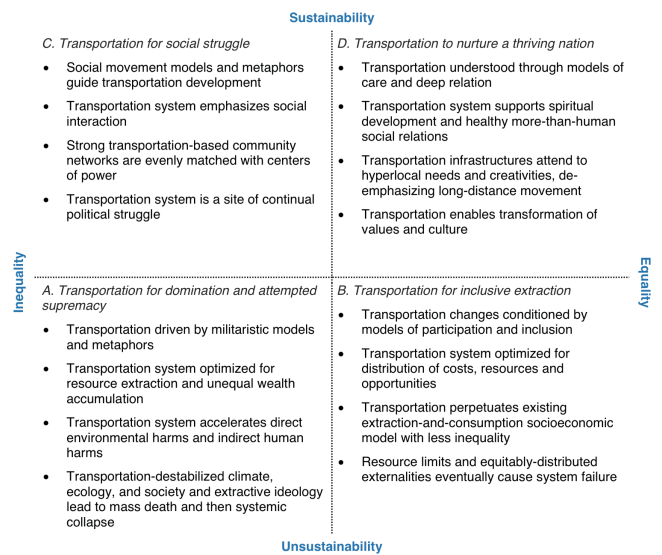 Sustainability
C. Transportation for social struggle
• Social movement models and metaphors
guide transportation development
• Transportation system emphasizes social
interaction
• Strong transportation-based community
networks are evenly matched with centers
of power
• Transportation system is a site of continual
political struggle
D. Transportation to nurture a thriving nation
• Transportation understood through models of
care and deep relation
• Transportation system supports spiritual
development and healthy more-than-human
social relations
• Transportation infrastructures attend to
hyperlocal needs and creativities, de-
emphasizing long-distance movement
• Transportation enables transformation of
values and culture
Inequality
Equality
A. Transportation for domination and attempted
supremacy
• Transportation driven by militaristic models
and metaphors
• Transportation system optimized for
resource extraction and unequal wealth
accumulation
• Transportation system accelerates direct
environmental harms and indirect human
harms
• Transportation-destabilized climate,
ecology, and society and extractive ideology
lead to mass death and then systemic
collapse
B. Transportation for inclusive extraction
• Transportation changes conditioned by
models of participation and inclusion
• Transportation system optimized for
distribution of costs, resources and
opportunities
• Transportation perpetuates existing
extraction-and-consumption socioeconomic
model with less inequality
• Resource limits and equitably-distributed
externalities eventually cause system failure
Unsustainability